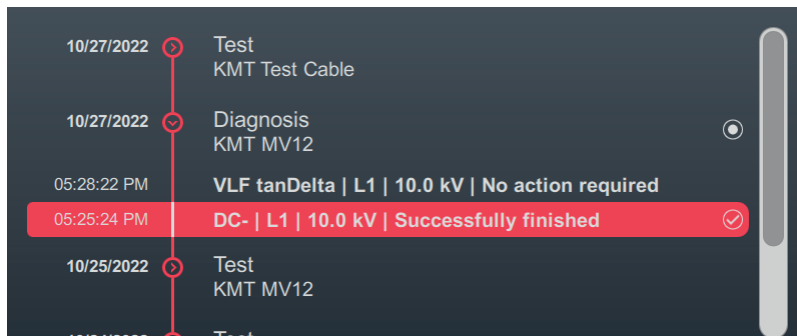 10/27/2022 Test
KMT Test Cable
10/27/2022 Diagnosis
KMT MV12
05:28:22 PM VLF tanDelta | L1 | 10.0 kV | No action required
05:25:24 PM DC- | L1 | 10.0 kV | Successfully finished
10/25/2022 Test
KMT MV12
Test